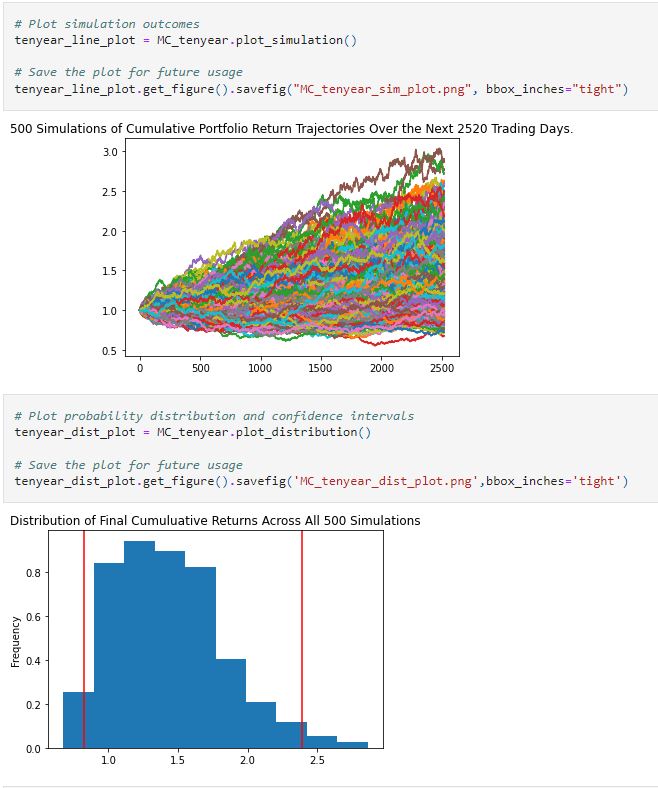 # Plot simulation outcomes
tenyear_line_plot = MC_tenyear.plot_simulation()
# Save the plot for future usage
tenyear_line_plot.get_figure().savefig("MC_tenyear_sim_plot.png", bbox_inches="tight")
500 Simulations of Cumulative Portfolio Return Trajectories Over the Next 2520 Trading Days.
3.0
2.5
2.0
1.5
1.0
0.5
0 500 1000 1500 2000 2500
# Plot probability distribution and confidence intervals
tenyear_dist_plot = MC_tenyear.plot_distribution()
# Save the plot for future usage
tenyear_dist_plot.get_figure().savefig('MC_tenyear_dist_plot.png',bbox_inches='tight')
Distribution of Final Cumuluative Returns Across All 500 Simulations
Frequency
0.8
0.6
0.4
0.2
0.0
1.0 1.5 2.0 2.5